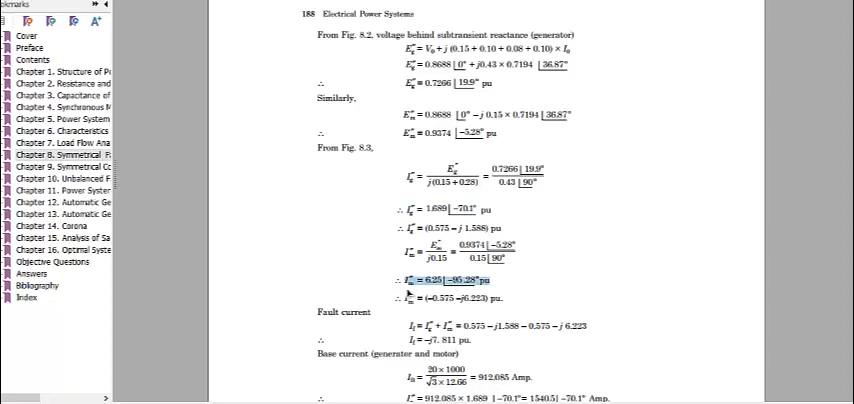 okmarks
Cover
Preface
Contents
Chapter 1. Structure of P
Chapter 2. Resistance and
Chapter 3. Capacitance of
Chapter 4. Synchronous M
Chapter 5. Power System
Chapter 6. Characteristics
Chapter 7. Load Flow Ana
Chapter 8. Symmetrical F
Chapter 9. Symmetrical Co
Chapter 10. Unbalanced F
Chapter 11. Power System
Chapter 12. Automatic Ge
Chapter 13. Automatic Ge
Chapter 14. Corona
Chapter 15. Analysis of Sa
Chapter 16. Optimal Syste
Objective Questions
Answers
Bibliography
Index
188 Electrical Power Systems
From Fig. 8.2, voltage behind subtransient reactance (generator)
E″g = V0 + j (0.15 + 0.10 + 0.08 + 0.10) × I0
E″g = 0.8688 |0° + j0.43 × 0.7194 |36.87°
∴ E″g = 0.7266 |19.9° pu
Similarly,
E″m = 0.8688 |0° – j 0.15 × 0.7194 |36.87°
∴ E″m = 0.9374 |–5.28° pu
From Fig. 8.3,
I″g = E″g / j(0.15 + 0.28) = 0.7266 |19.9° / 0.43 |90°
∴ I″g = 1.689 |–70.1° pu
∴ I″g = (0.575 – j 1.588) pu
I″m = E″m / j0.15 = 0.9374 |–5.28° / 0.15 |90°
∴ I″m = 6.25 |–95.28° pu
∴ I″m = (–0.575 – j6.223) pu.
Fault current
If = I″g + I″m = 0.575 – j1.588 – 0.575 – j 6.223
∴ If = –j7. 811 pu.
Base current (generator and motor)
IB = 20 × 1000 / √3 × 12.66 = 912.085 Amp.
∴ = 912.085 × 1.689 |–70.1° = 1540.5 |–70.1° Amp.